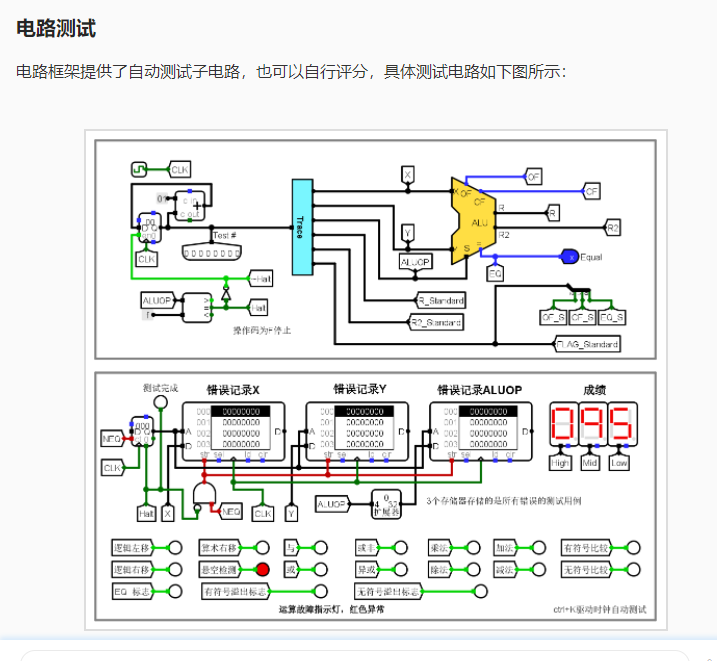 电路测试
电路框架提供了自动测试子电路，也可以自行评分，具体测试电路如下图所示：
CLK
X
OF
OF
CF
CF
ALU
R
R
R2
R2
Test #
Trace
CLK
Y
S
ALUOP
EQ
Equal
~Halt
ALUOP
Halt
R_Standard
R2_Standard
OF_S
CF_S
EQ_S
操作码为F停止
FLAG_Standard
测试完成
错误记录X
错误记录Y
错误记录ALUOP
成绩
000 00000000
001 00000000
002 00000000
003 00000000
000 00000000
001 00000000
002 00000000
003 00000000
000 00000000
001 00000000
002 00000000
003 00000000
095
NEQ
CLK
High
Mid
Low
Halt
X
NEQ
CLK
Y
ALUOP
扩展器
3个存储器存储的是所有错误的测试用例
逻辑左移
算术右移
与
或非
乘法
加法
有符号比较
逻辑右移
悬空检测
或
异或
除法
减法
无符号比较
EQ 标志
有符号溢出标志
无符号溢出标志
运算故障指示灯，红色异常
ctrl+K驱动时钟自动测试